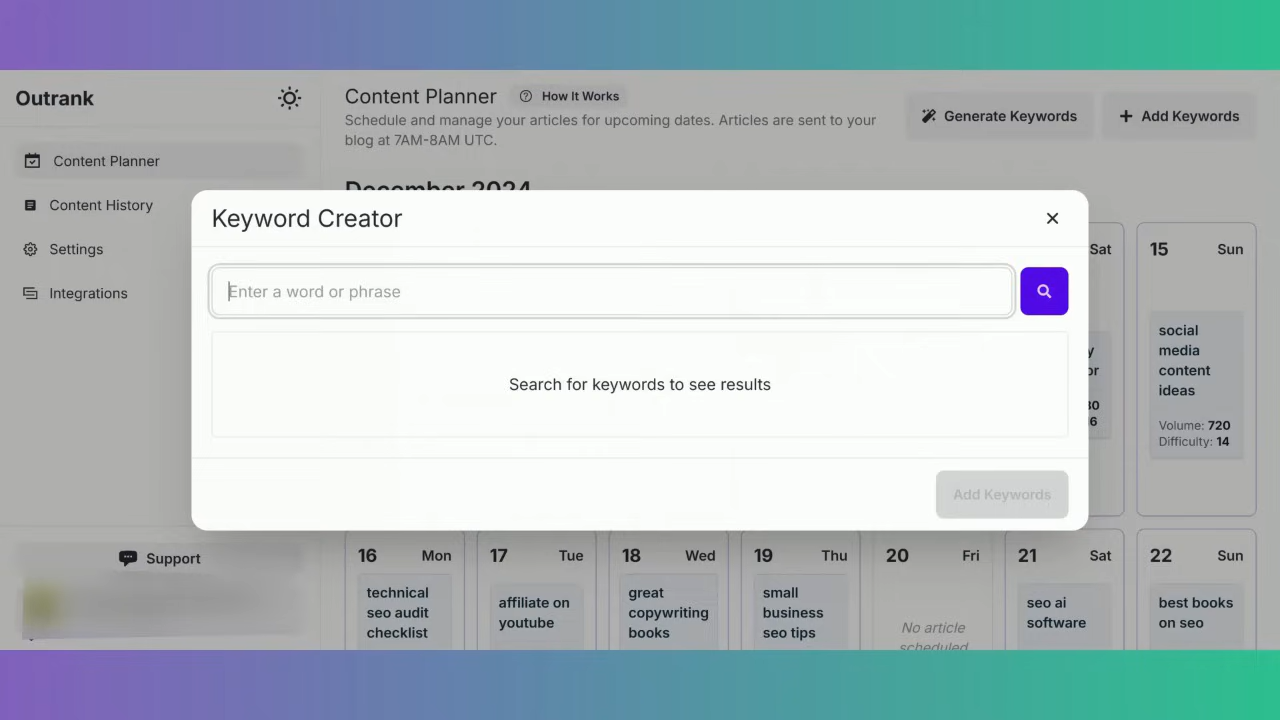 Outrank
Content Planner
Content History
Settings
Integrations
Support
Content Planner
How It Works
Schedule and manage your articles for upcoming dates. Articles are sent to your
blog at 7AM-8AM UTC.
Generate Keywords
+ Add Keywords
December 2024
Keyword Creator
Enter a word or phrase
Search for keywords to see results
Add Keywords
Sat
15 Sun
social
media
content
ideas
Volume: 720
Difficulty: 14
16 Mon
technical
seo audit
checklist
17 Tue
affiliate on
youtube
18 Wed
great
copywriting
books
19 Thu
small
business
seo tips
20 Fri
No article
scheduled
21 Sat
seo ai
software
22 Sun
best books
on seo